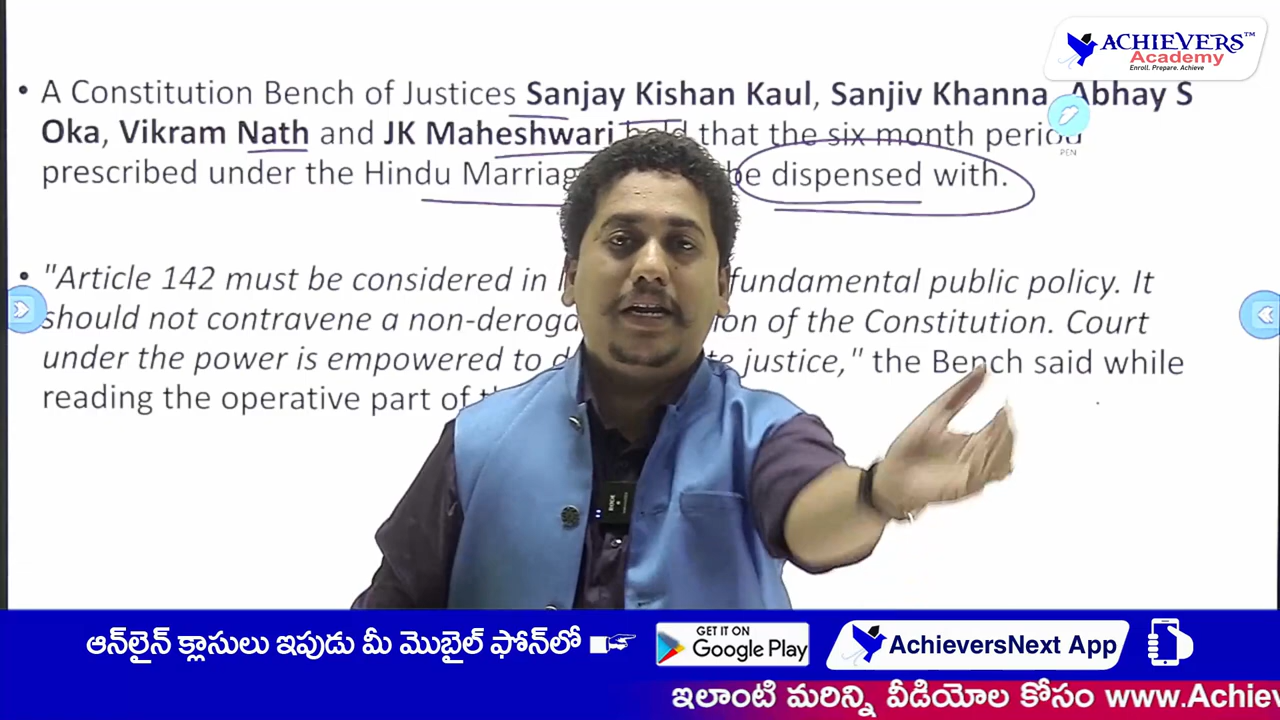 ACHIEVERS™
Academy
Enroll. Prepare. Achieve
• A Constitution Bench of Justices Sanjay Kishan Kaul, Sanjiv Khanna, Abhay S
Oka, Vikram Nath and JK Maheshwari held that the six month period
PEN
prescribed under the Hindu Marriag be dispensed with.
• "Article 142 must be considered in fundamental public policy. It
should not contravene a non-deroga of the Constitution. Court
under the power is empowered to justice," the Bench said while
reading the operative part of
ఆన్‌లైన్ క్లాసులు ఇపుడు మీ మొబైల్ ఫోన్‌లో
GET IT ON
Google Play
AchieversNext App
ఇలాంటి మరిన్ని వీడియోల కోసం www.Achiev